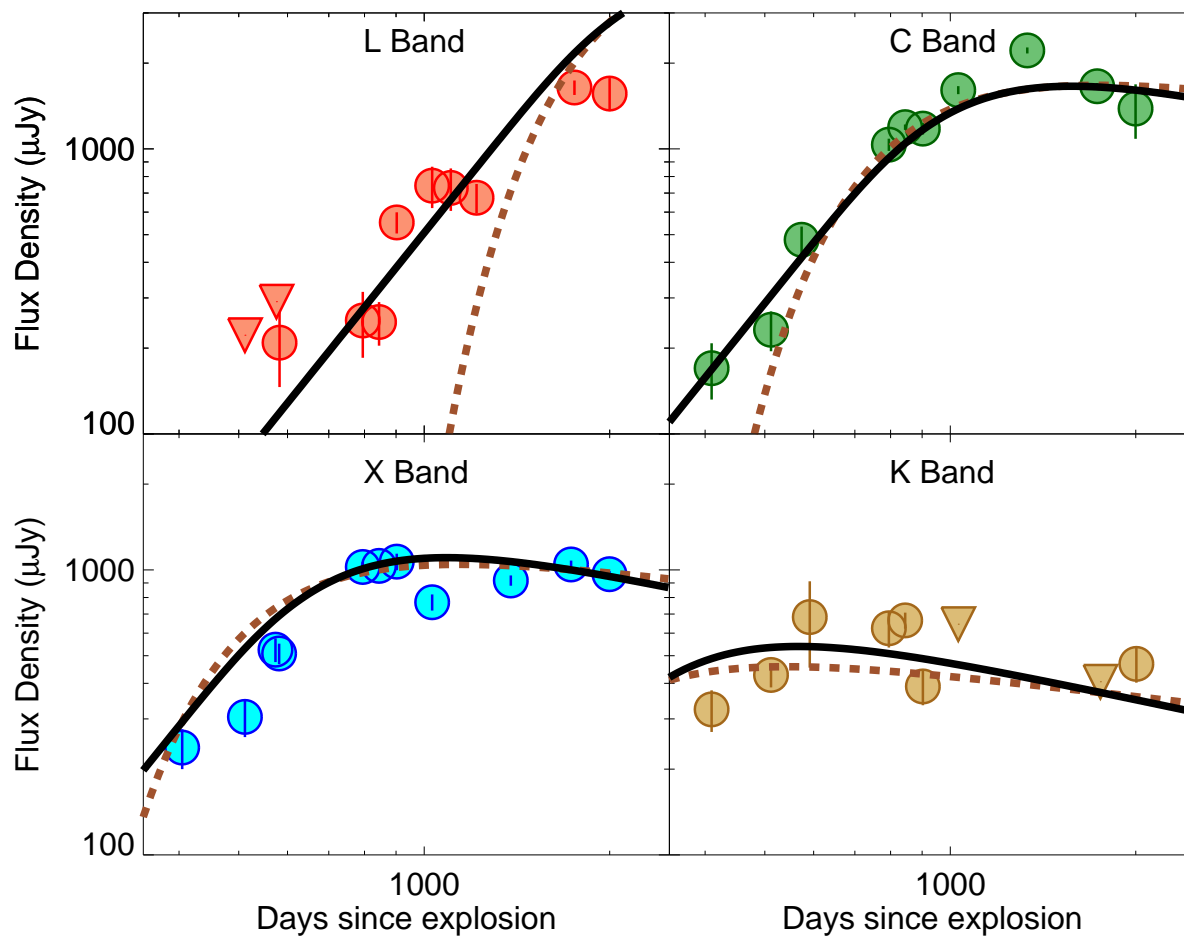 L Band
C Band
Flux Density (μJy)
1000
100
X Band
K Band
Flux Density (μJy)
1000
100
1000
1000
Days since explosion
Days since explosion